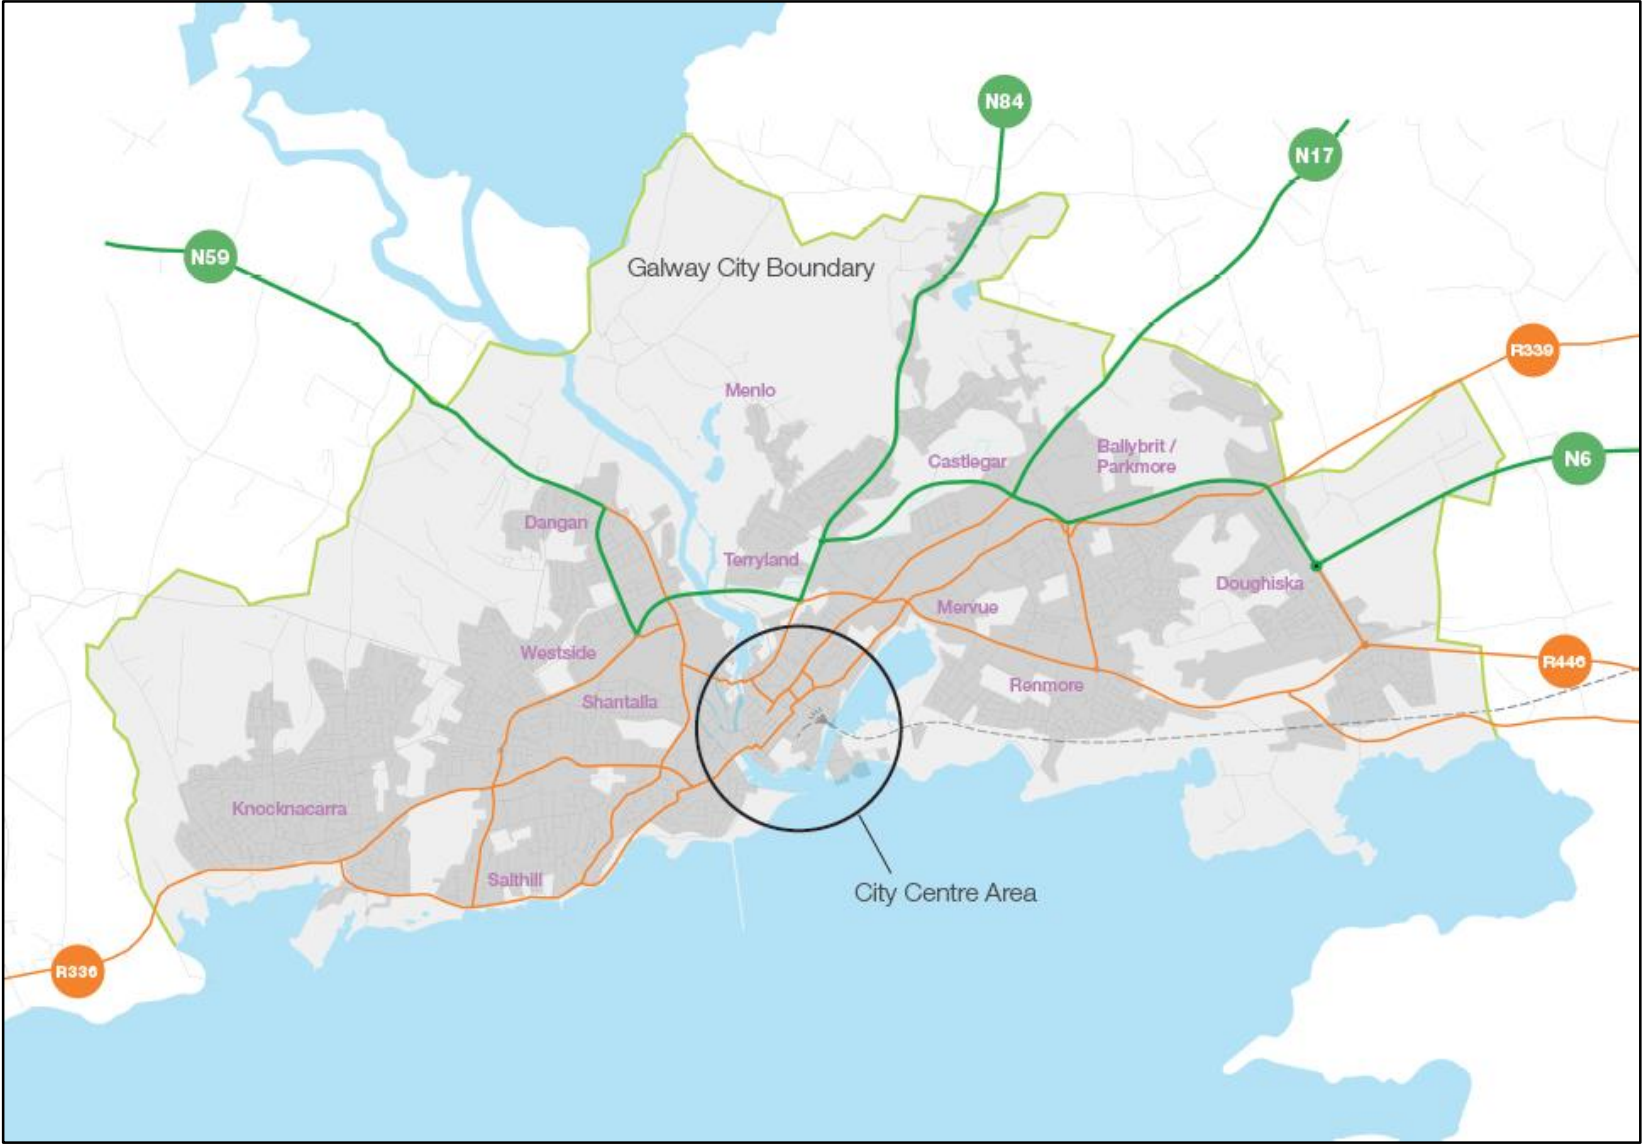 N84
N17
N59
Galway City Boundary
R339
Menlo
Ballybrit /
Parkmore
Castlegar
N6
Dangan
Terryland
Doughiska
Mervue
Westside
R446
Renmore
Shantalla
Knocknacarra
Salthill
City Centre Area
R336